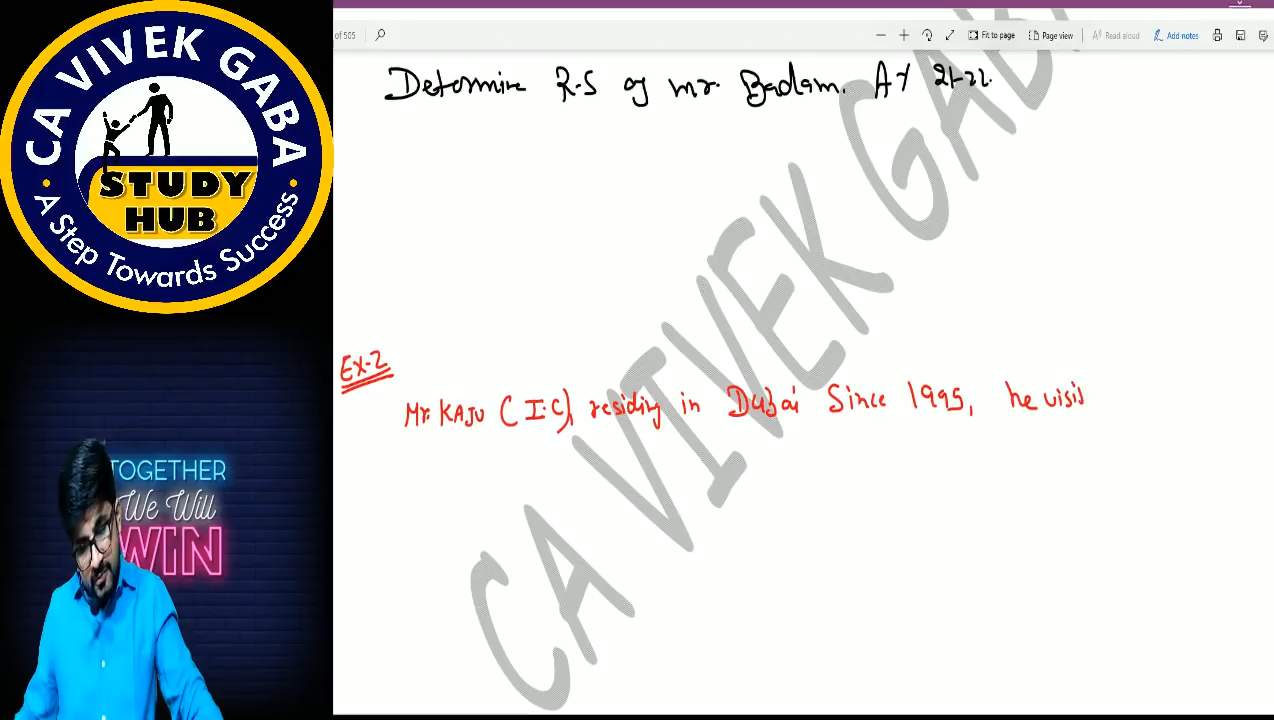 CA VIVEK GABA
STUDY
HUB
A Step Towards Success
of 505
Fit to page
Page view
Read aloud
Add notes
Determine R.S of mr. Badam. AY 21-22.
EX-2
Mr. KAJU (I.C), residing in Dubai Since 1995, he visi
TOGETHER
We Will
WIN
CA VIVEK GABA